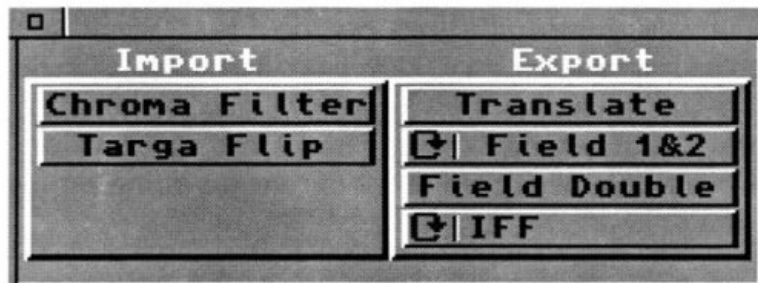 Import
Chroma Filter
Targa Flip
Export
Translate
Field 1&2
Field Double
IFF